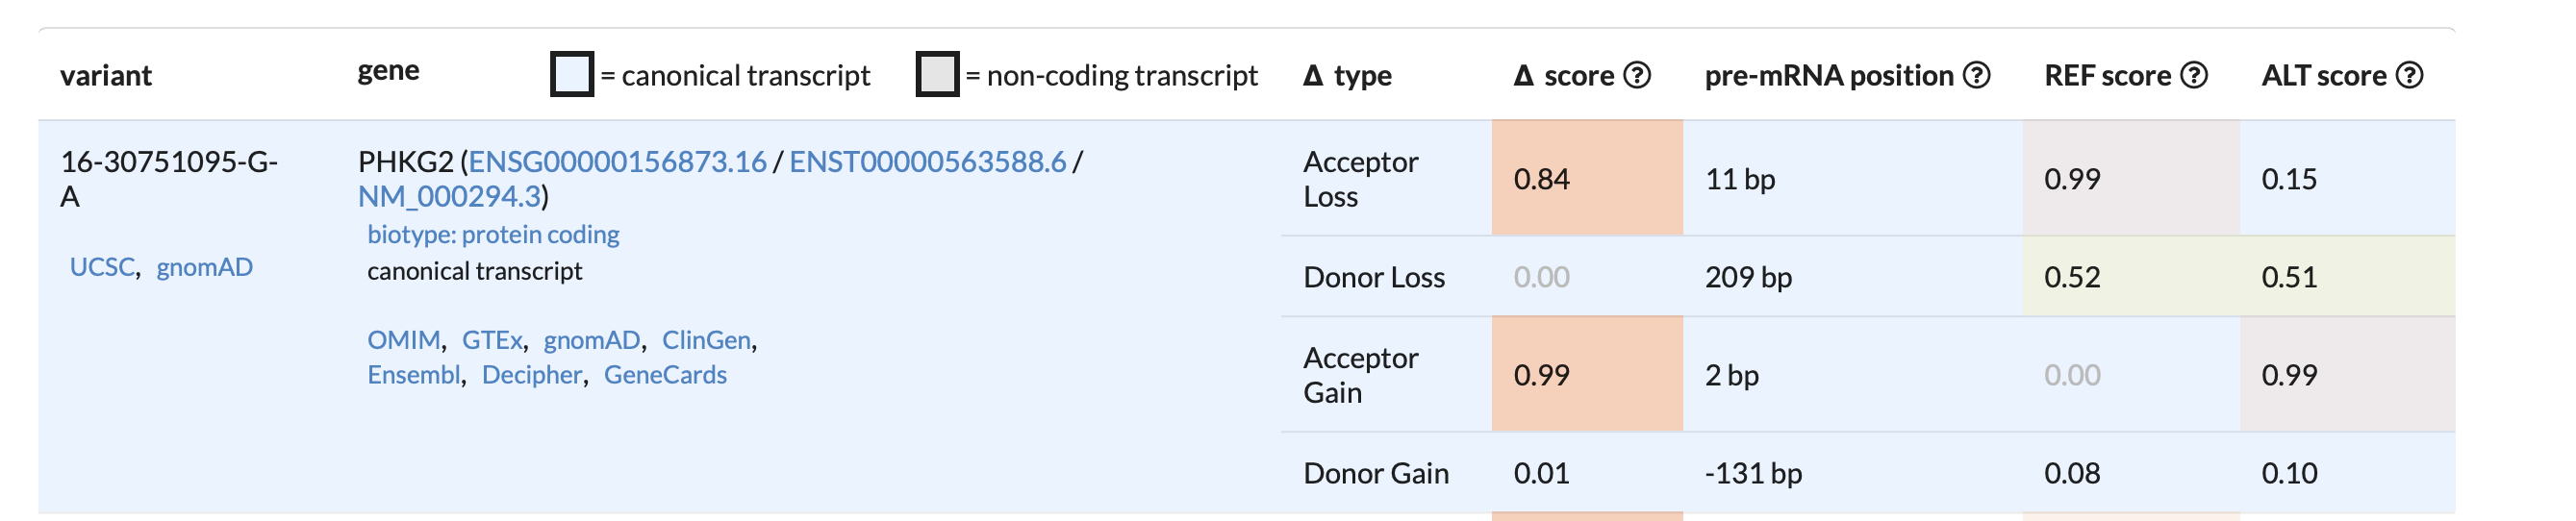 variant gene = canonical transcript = non-coding transcript Δ type Δ score ? pre-mRNA position ? REF score ? ALT score ?
16-30751095-G-
A
UCSC, gnomAD
PHKG2 (ENSG00000156873.16 / ENST00000563588.6 /
NM_000294.3)
biotype: protein coding
canonical transcript
OMIM, GTEx, gnomAD, ClinGen,
Ensembl, Decipher, GeneCards
Acceptor
Loss
0.84 11 bp 0.99 0.15
Donor Loss 0.00 209 bp 0.52 0.51
Acceptor
Gain
0.99 2 bp 0.00 0.99
Donor Gain 0.01 -131 bp 0.08 0.10